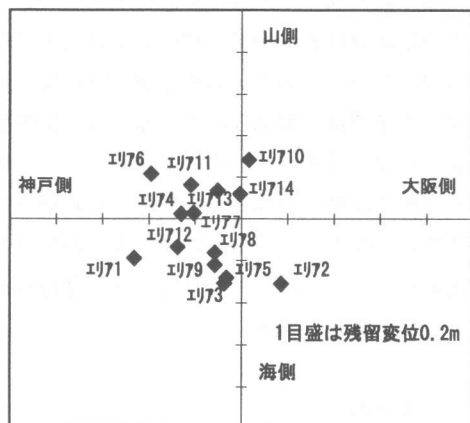 山側
エリア10
エリア6
エリア11
神戸側
エリア14
大阪側
エリア4
エリア13
エリア7
エリア12
エリア8
エリア1
エリア9
エリア5
エリア2
エリア3
1目盛は残留変位0.2m
海側